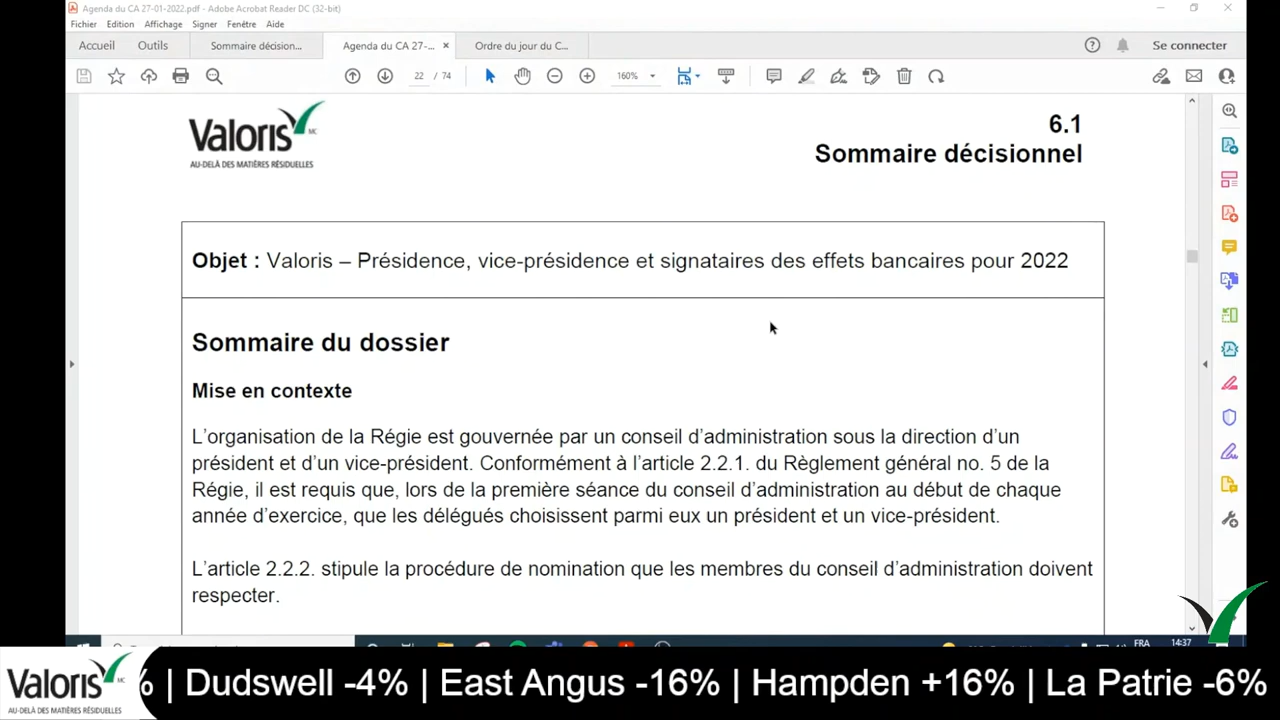 Agenda du CA 27-01-2022.pdf - Adobe Acrobat Reader DC (32-bit)
Fichier Edition Affichage Signer Fenêtre Aide
Accueil Outils Sommaire décision... Agenda du CA 27-... × Ordre du jour du C... Se connecter
22 / 74 160%
Valoris MC
AU-DELÀ DES MATIÈRES RÉSIDUELLES
6.1
Sommaire décisionnel
Objet : Valoris – Présidence, vice-présidence et signataires des effets bancaires pour 2022
Sommaire du dossier
Mise en contexte
L’organisation de la Régie est gouvernée par un conseil d’administration sous la direction d’un
président et d’un vice-président. Conformément à l’article 2.2.1. du Règlement général no. 5 de la
Régie, il est requis que, lors de la première séance du conseil d’administration au début de chaque
année d’exercice, que les délégués choisissent parmi eux un président et un vice-président.
L’article 2.2.2. stipule la procédure de nomination que les membres du conseil d’administration doivent
respecter.
FRA 14:37
Valoris MC
AU-DELÀ DES MATIÈRES RÉSIDUELLES
% | Dudswell -4% | East Angus -16% | Hampden +16% | La Patrie -6%